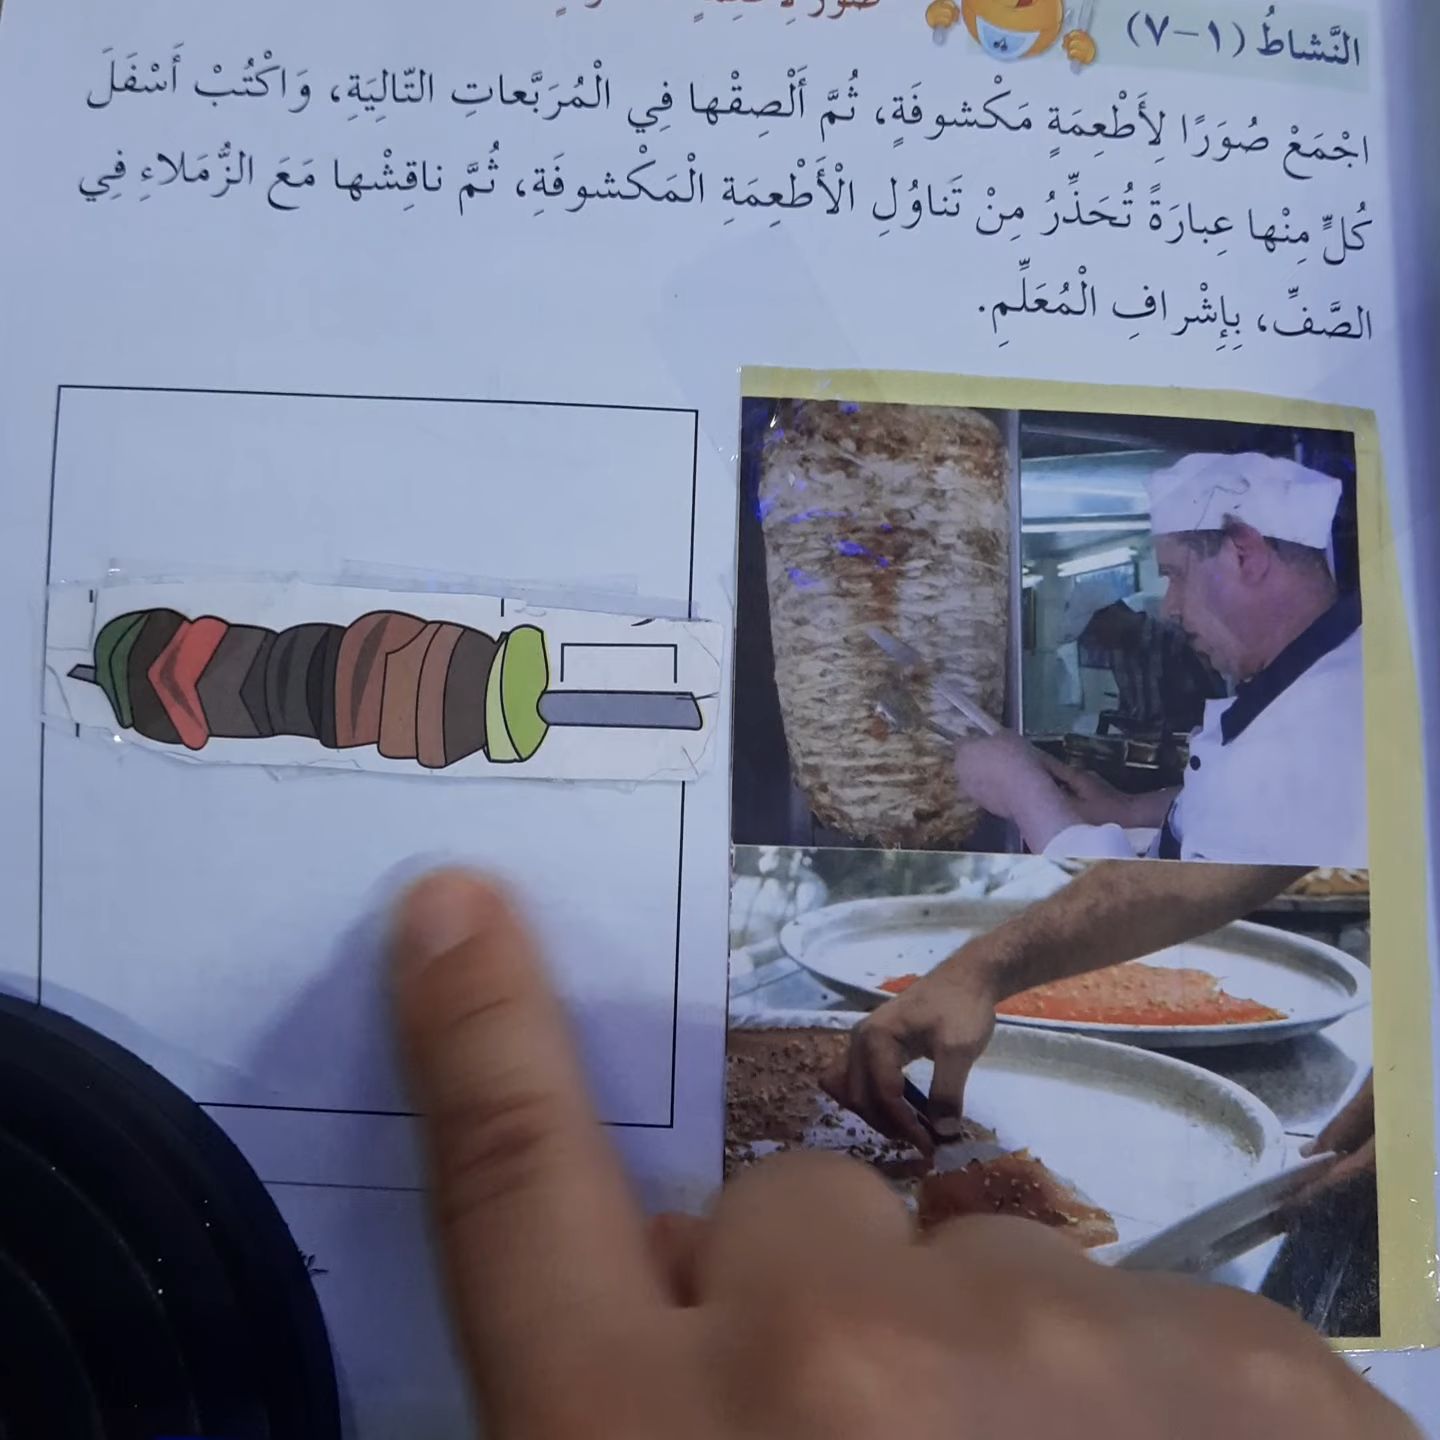 النَّشاطُ (١-٧)
اجْمَعْ صُوَرًا لِأَطْعِمَةٍ مَكْشوفَةٍ، ثُمَّ أَلْصِقْها فِي الْمُرَبَّعاتِ التّالِيَةِ، وَاكْتُبْ أَسْفَلَ
كُلٍّ مِنْها عِبارَةً تُحَذِّرُ مِنْ تَناوُلِ الْأَطْعِمَةِ الْمَكْشوفَةِ، ثُمَّ ناقِشْها مَعَ الزُّمَلاءِ فِي
الصَّفِّ، بِإِشْرافِ الْمُعَلِّمِ.